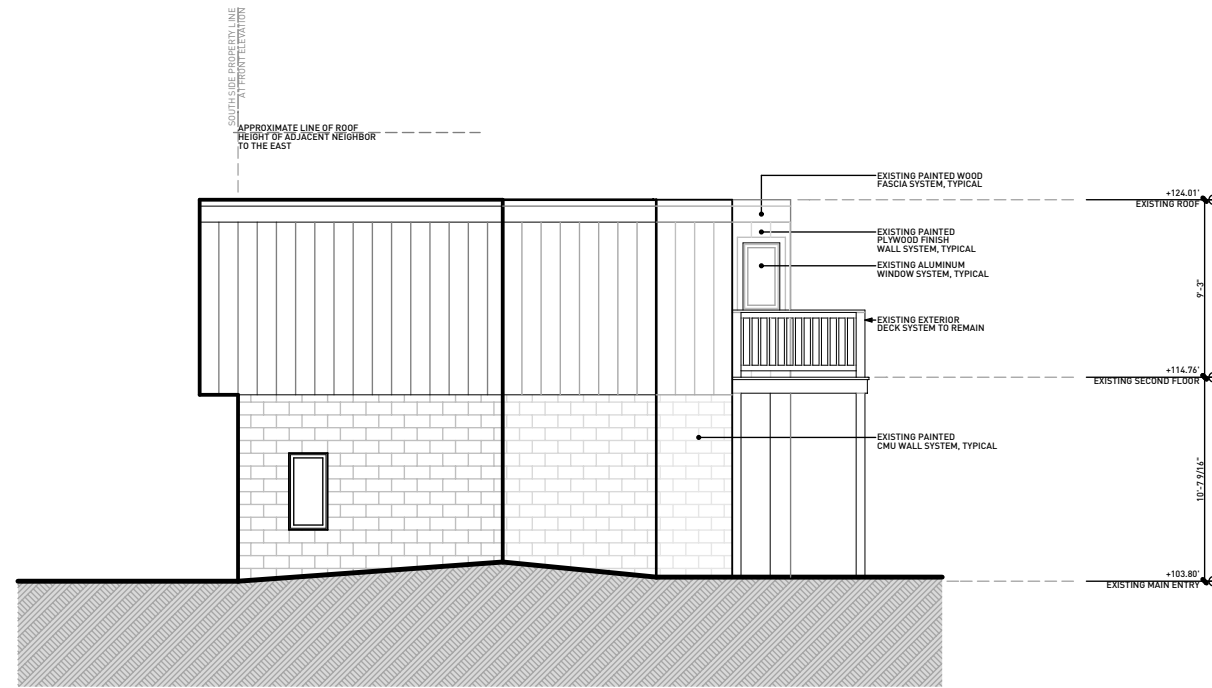 SOUTH SIDE PROPERTY LINE
AT FRONT ELEVATION
APPROXIMATE LINE OF ROOF
HEIGHT OF ADJACENT NEIGHBOR
TO THE EAST
EXISTING PAINTED WOOD
FASCIA SYSTEM, TYPICAL
+124.01'
EXISTING ROOF
EXISTING PAINTED
PLYWOOD FINISH
WALL SYSTEM, TYPICAL
EXISTING ALUMINUM
WINDOW SYSTEM, TYPICAL
9'-3"
EXISTING EXTERIOR
DECK SYSTEM TO REMAIN
+114.76'
EXISTING SECOND FLOOR
EXISTING PAINTED
CMU WALL SYSTEM, TYPICAL
10'-7 9/16"
+103.80'
EXISTING MAIN ENTRY